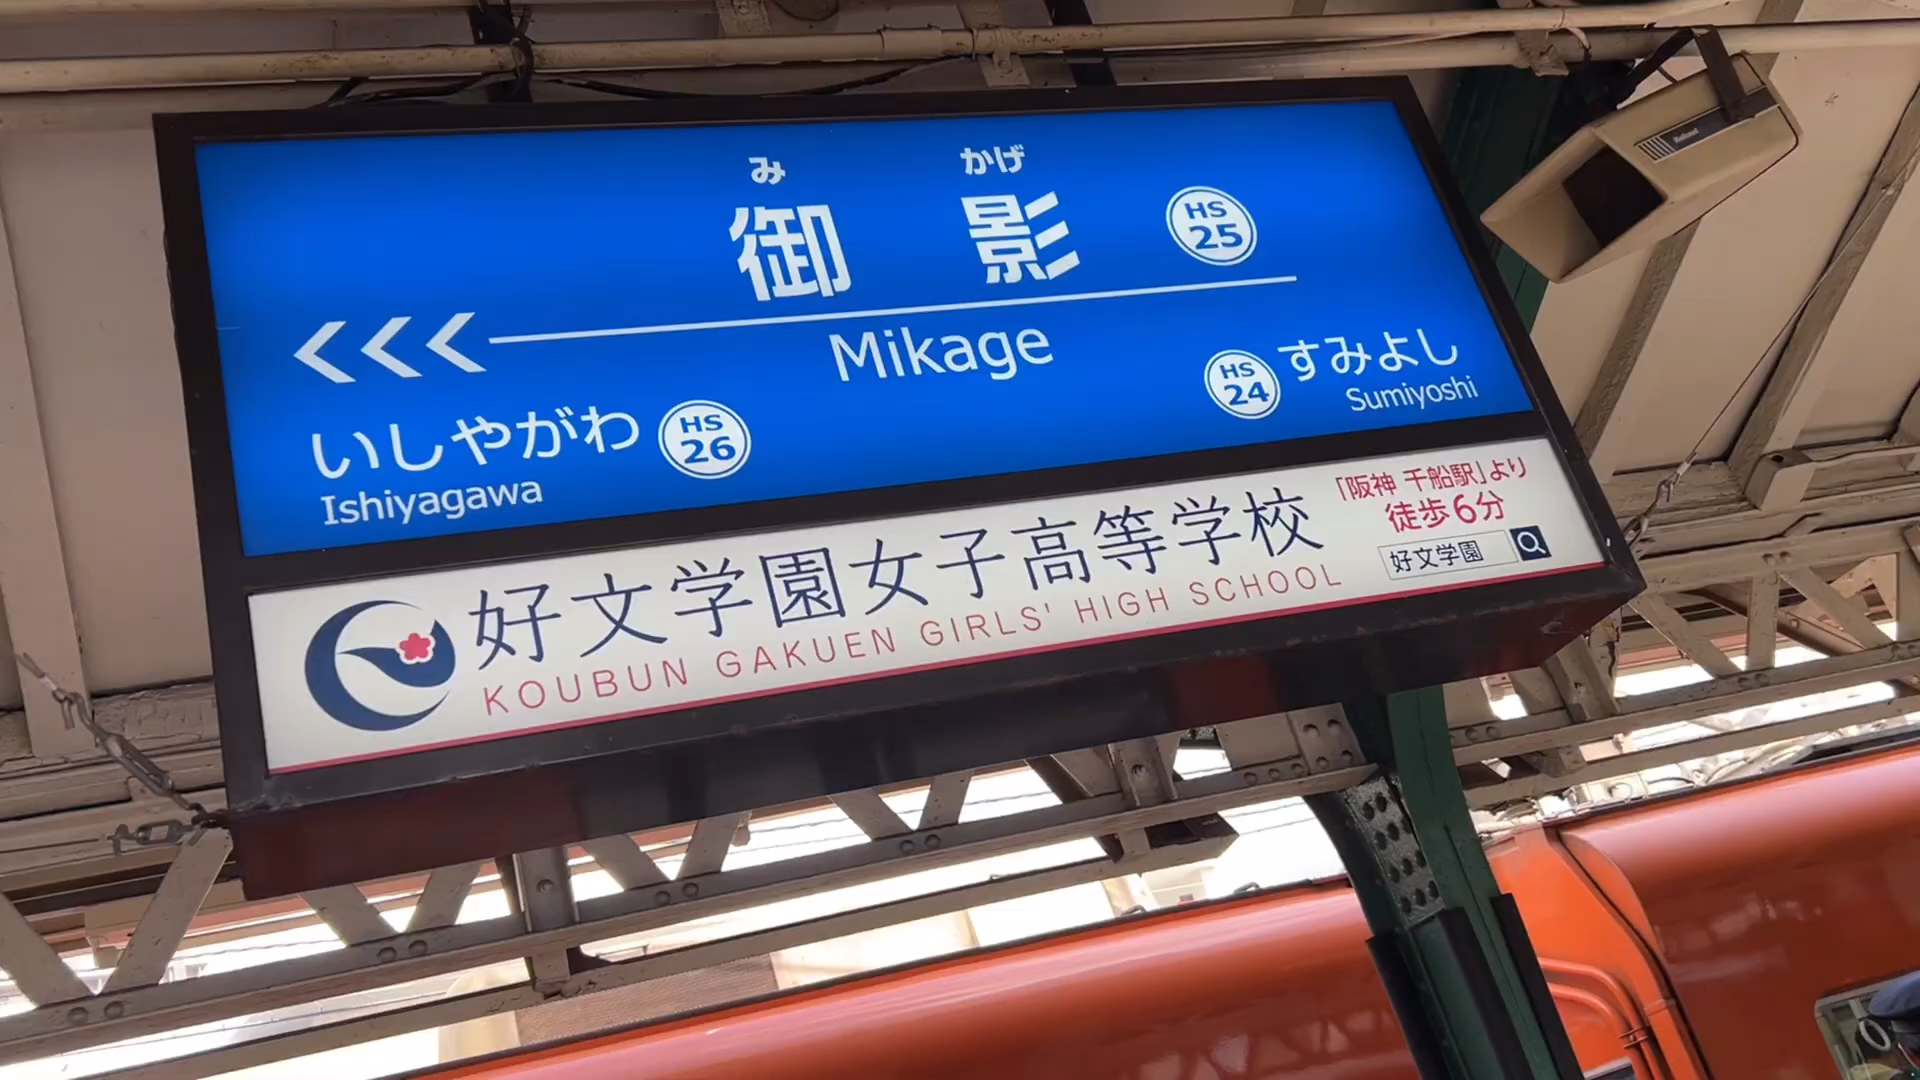 み かげ
御 影
HS
25
Mikage
いしやがわ
Ishiyagawa
HS
26
HS
24
すみよし
Sumiyoshi
好文学園女子高等学校
KOUBUN GAKUEN GIRLS' HIGH SCHOOL
「阪神 千船駅」より
徒歩6分
好文学園
National